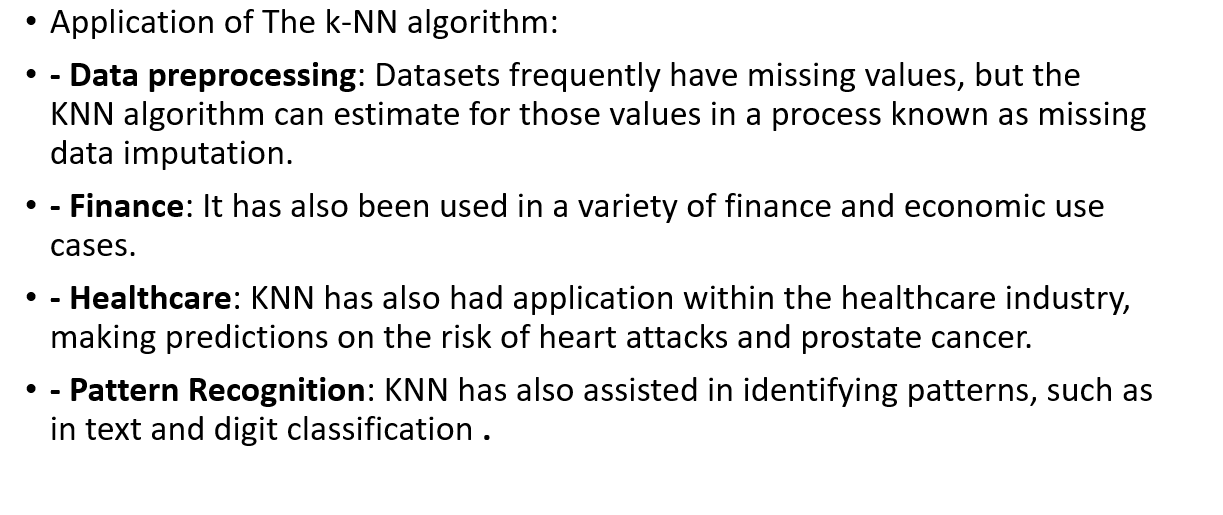 • Application of The k-NN algorithm:
• - Data preprocessing: Datasets frequently have missing values, but the
KNN algorithm can estimate for those values in a process known as missing
data imputation.
• - Finance: It has also been used in a variety of finance and economic use
cases.
• - Healthcare: KNN has also had application within the healthcare industry,
making predictions on the risk of heart attacks and prostate cancer.
• - Pattern Recognition: KNN has also assisted in identifying patterns, such as
in text and digit classification .